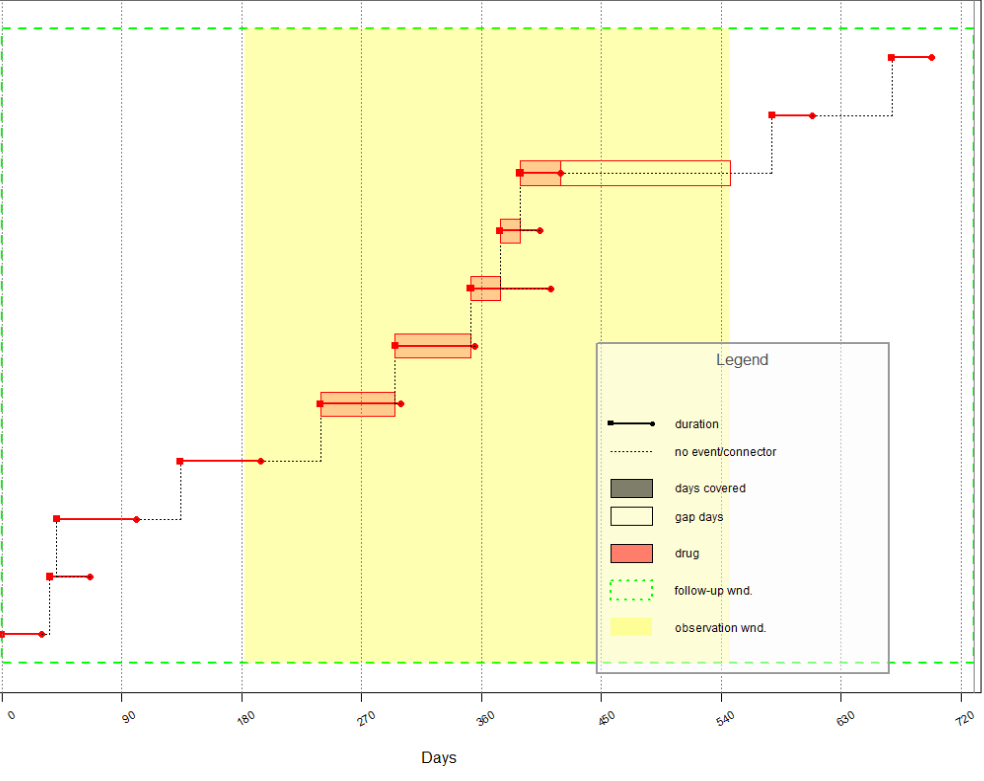 Legend
duration
no event/connector
days covered
gap days
drug
follow-up wnd.
observation wnd.
0 90 180 270 360 450 540 630 720
Days